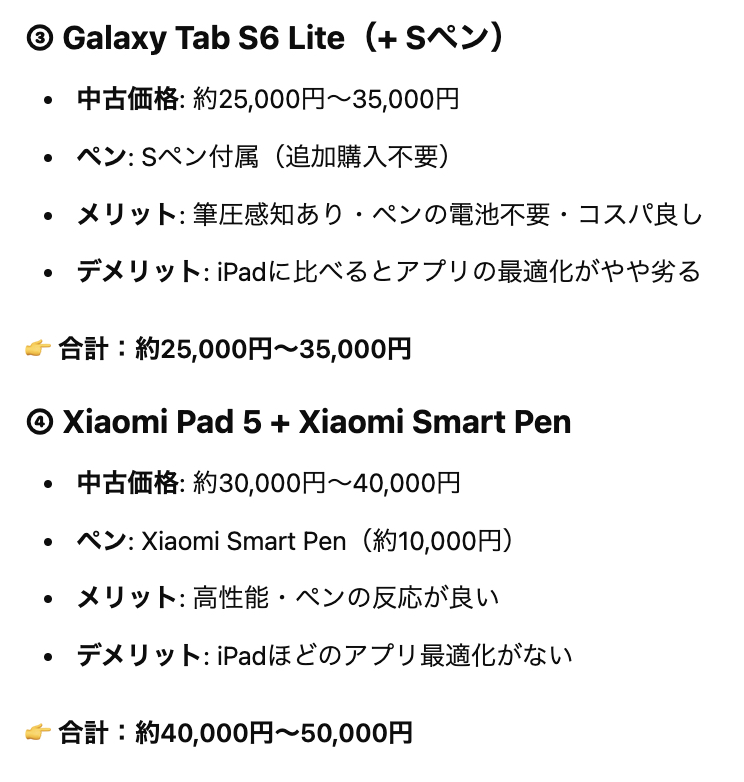 ③ Galaxy Tab S6 Lite（+ Sペン）
• 中古価格: 約25,000円〜35,000円
• ペン: Sペン付属（追加購入不要）
• メリット: 筆圧感知あり・ペンの電池不要・コスパ良し
• デメリット: iPadに比べるとアプリの最適化がやや劣る
👉 合計：約25,000円〜35,000円
④ Xiaomi Pad 5 + Xiaomi Smart Pen
• 中古価格: 約30,000円〜40,000円
• ペン: Xiaomi Smart Pen（約10,000円）
• メリット: 高性能・ペンの反応が良い
• デメリット: iPadほどのアプリ最適化がない
👉 合計：約40,000円〜50,000円